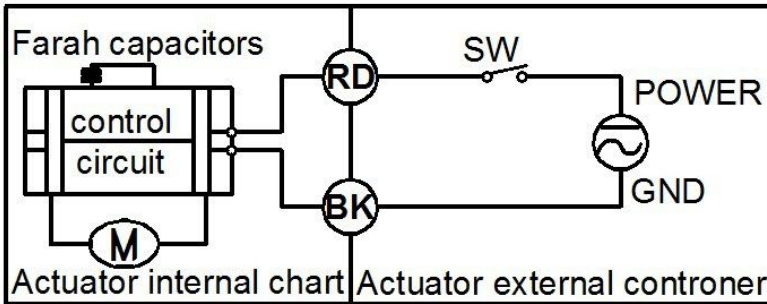 Farah capacitors
control
circuit
M
Actuator internal chart
RD
BK
SW
POWER
GND
Actuator external controner